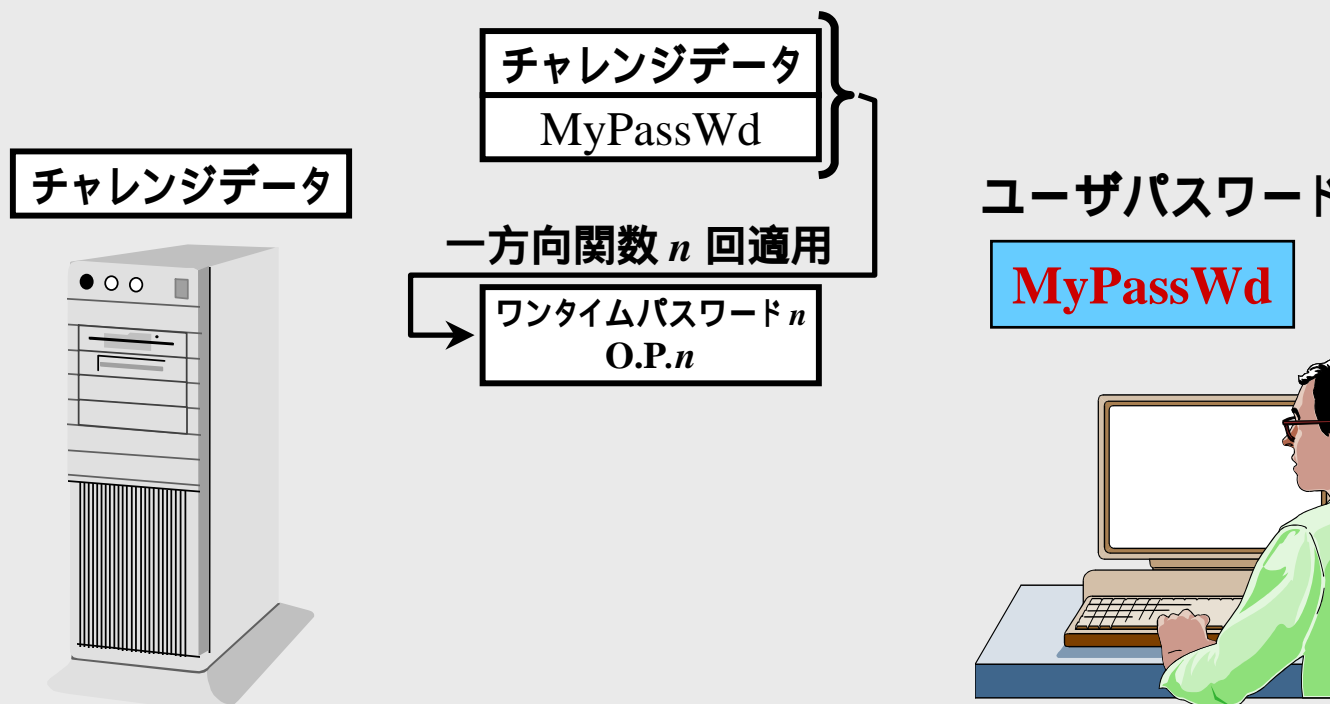 チャレンジデータ
チャレンジデータ
MyPassWd
一方向関数 n 回適用
ワンタイムパスワード n
O.P.n
ユーザパスワード
MyPassWd